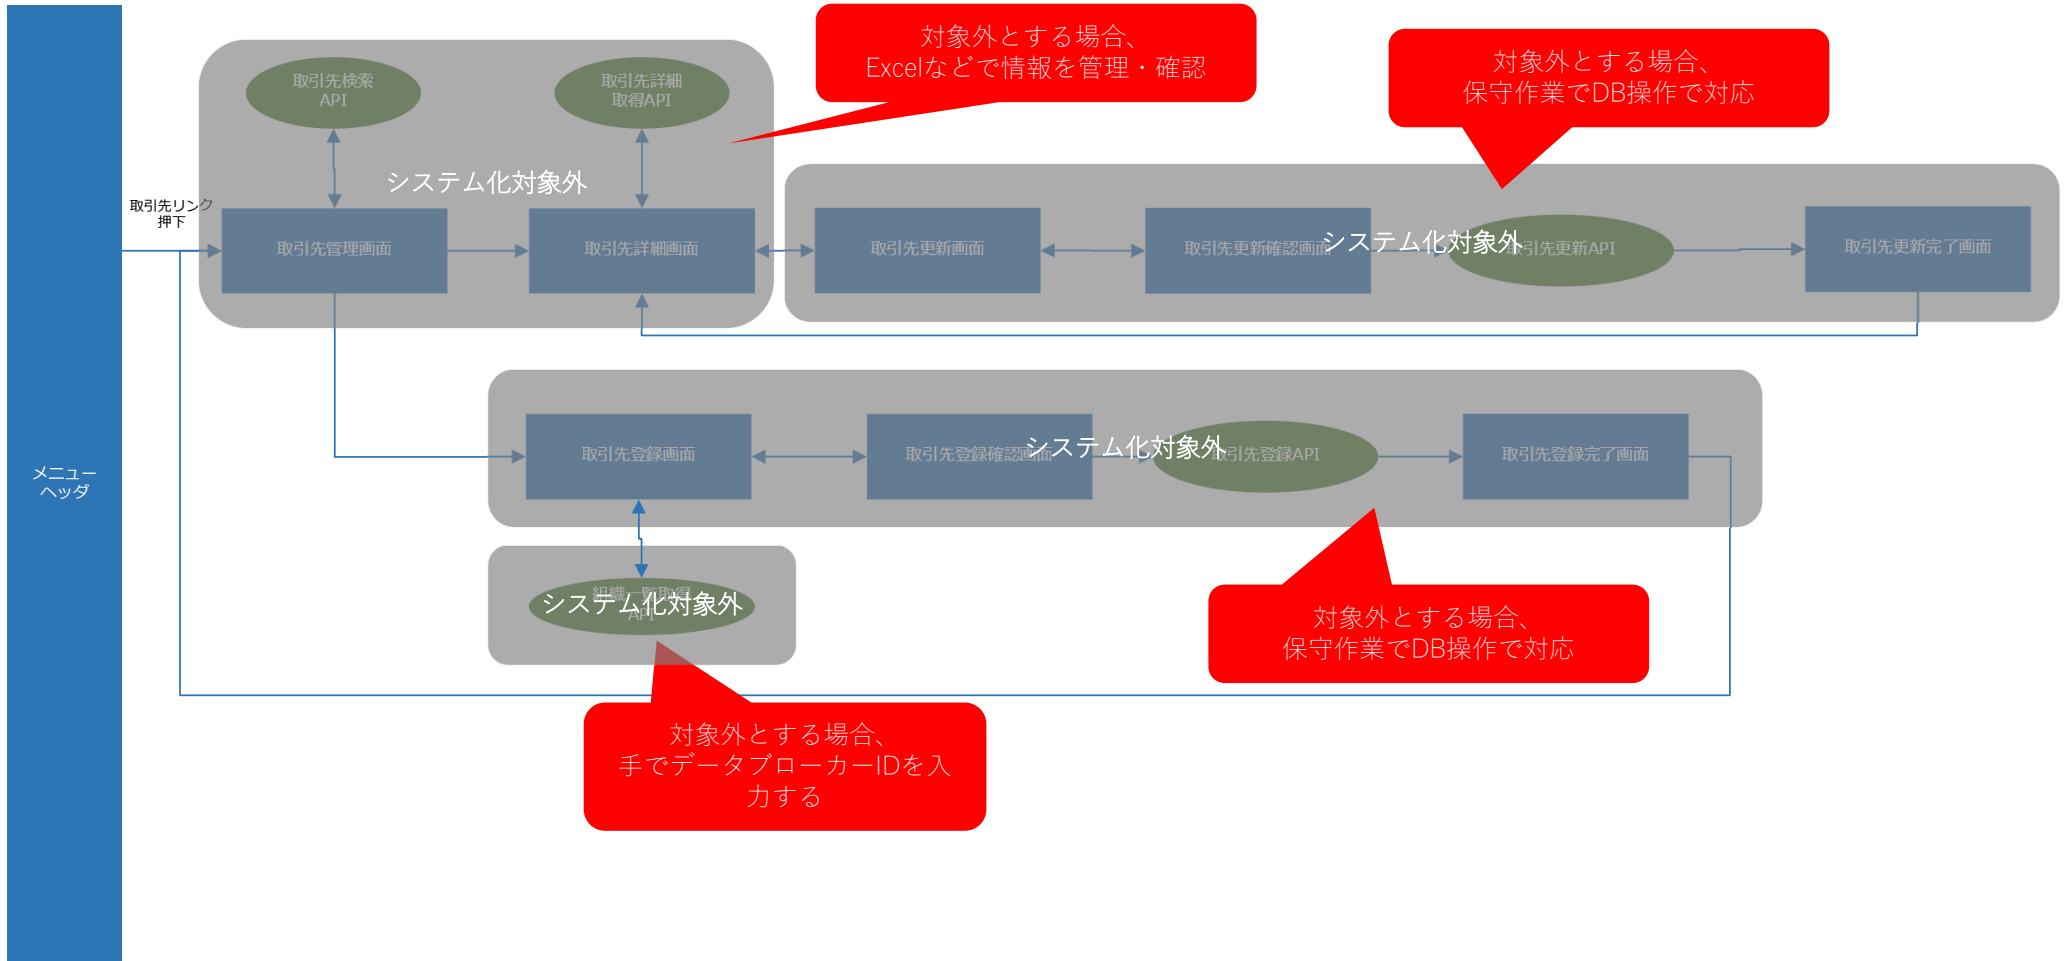 対象外とする場合、
Excelなどで情報を管理・確認
対象外とする場合、
保守作業でDB操作で対応
取引先検索
API
取引先詳細
取得API
システム化対象外
取引先リンク
押下
取引先管理画面
取引先詳細画面
取引先更新画面
取引先更新確認画面
システム化対象外
取引先更新API
取引先更新完了画面
メニュー
ヘッダ
取引先登録画面
取引先登録確認画面
システム化対象外
取引先登録API
取引先登録完了画面
組織一覧取得
API
システム化対象外
対象外とする場合、
保守作業でDB操作で対応
対象外とする場合、
手でデータブローカーIDを入
力する